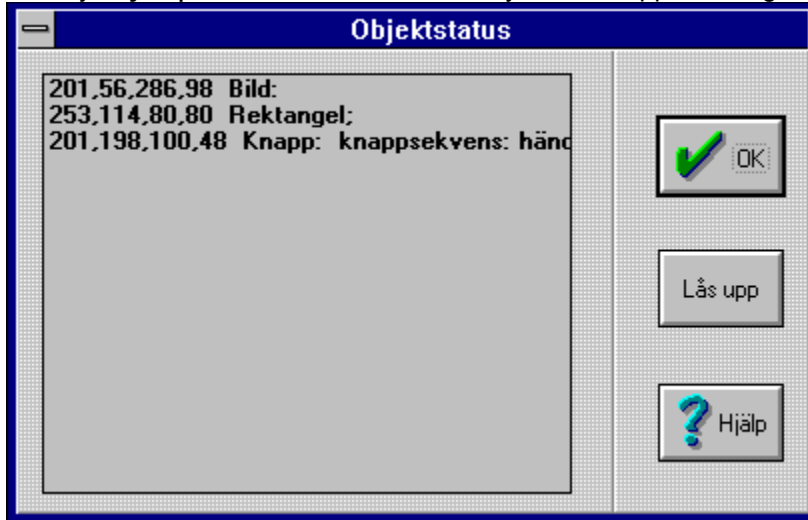 Objektstatus
201,56,286,98 Bild:
253,114,80,80 Rektangel;
201,198,100,48 Knapp: knappsekvens: hänc
OK
Lås upp
Hjälp